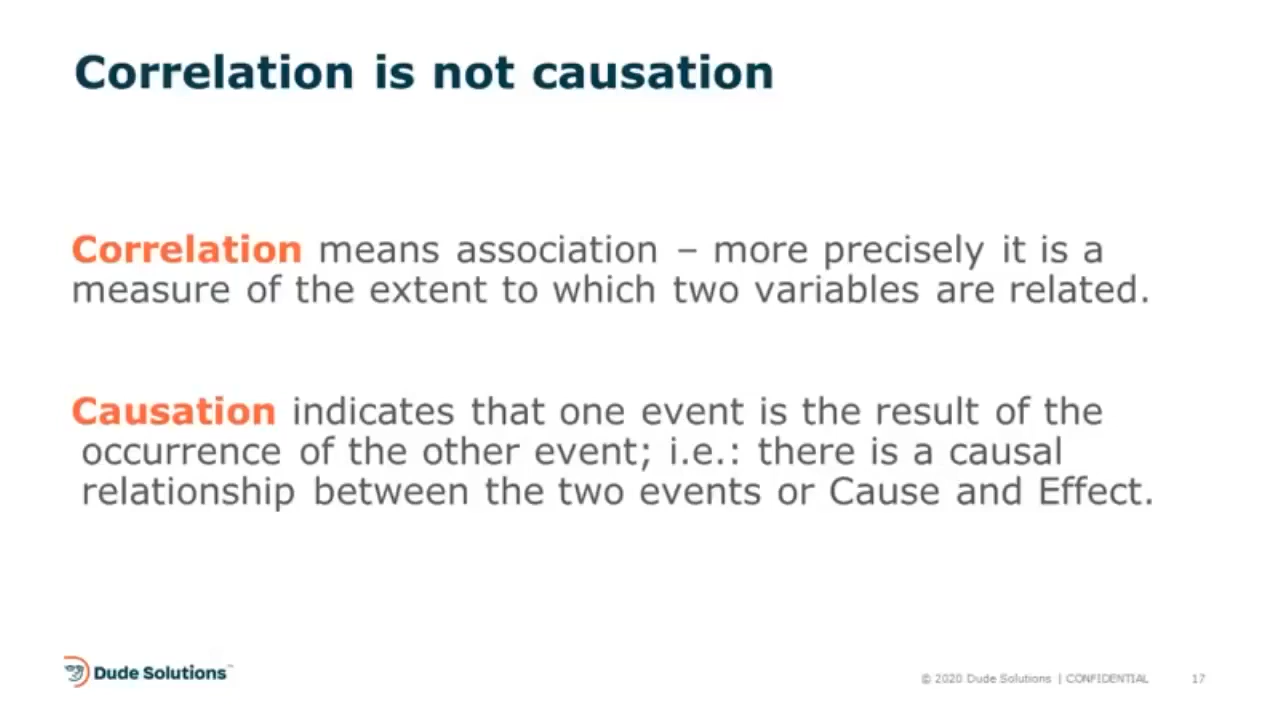 Correlation is not causation
Correlation means association – more precisely it is a
measure of the extent to which two variables are related.
Causation indicates that one event is the result of the
occurrence of the other event; i.e.: there is a causal
relationship between the two events or Cause and Effect.
Dude Solutions™
© 2020 Dude Solutions | CONFIDENTIAL 17